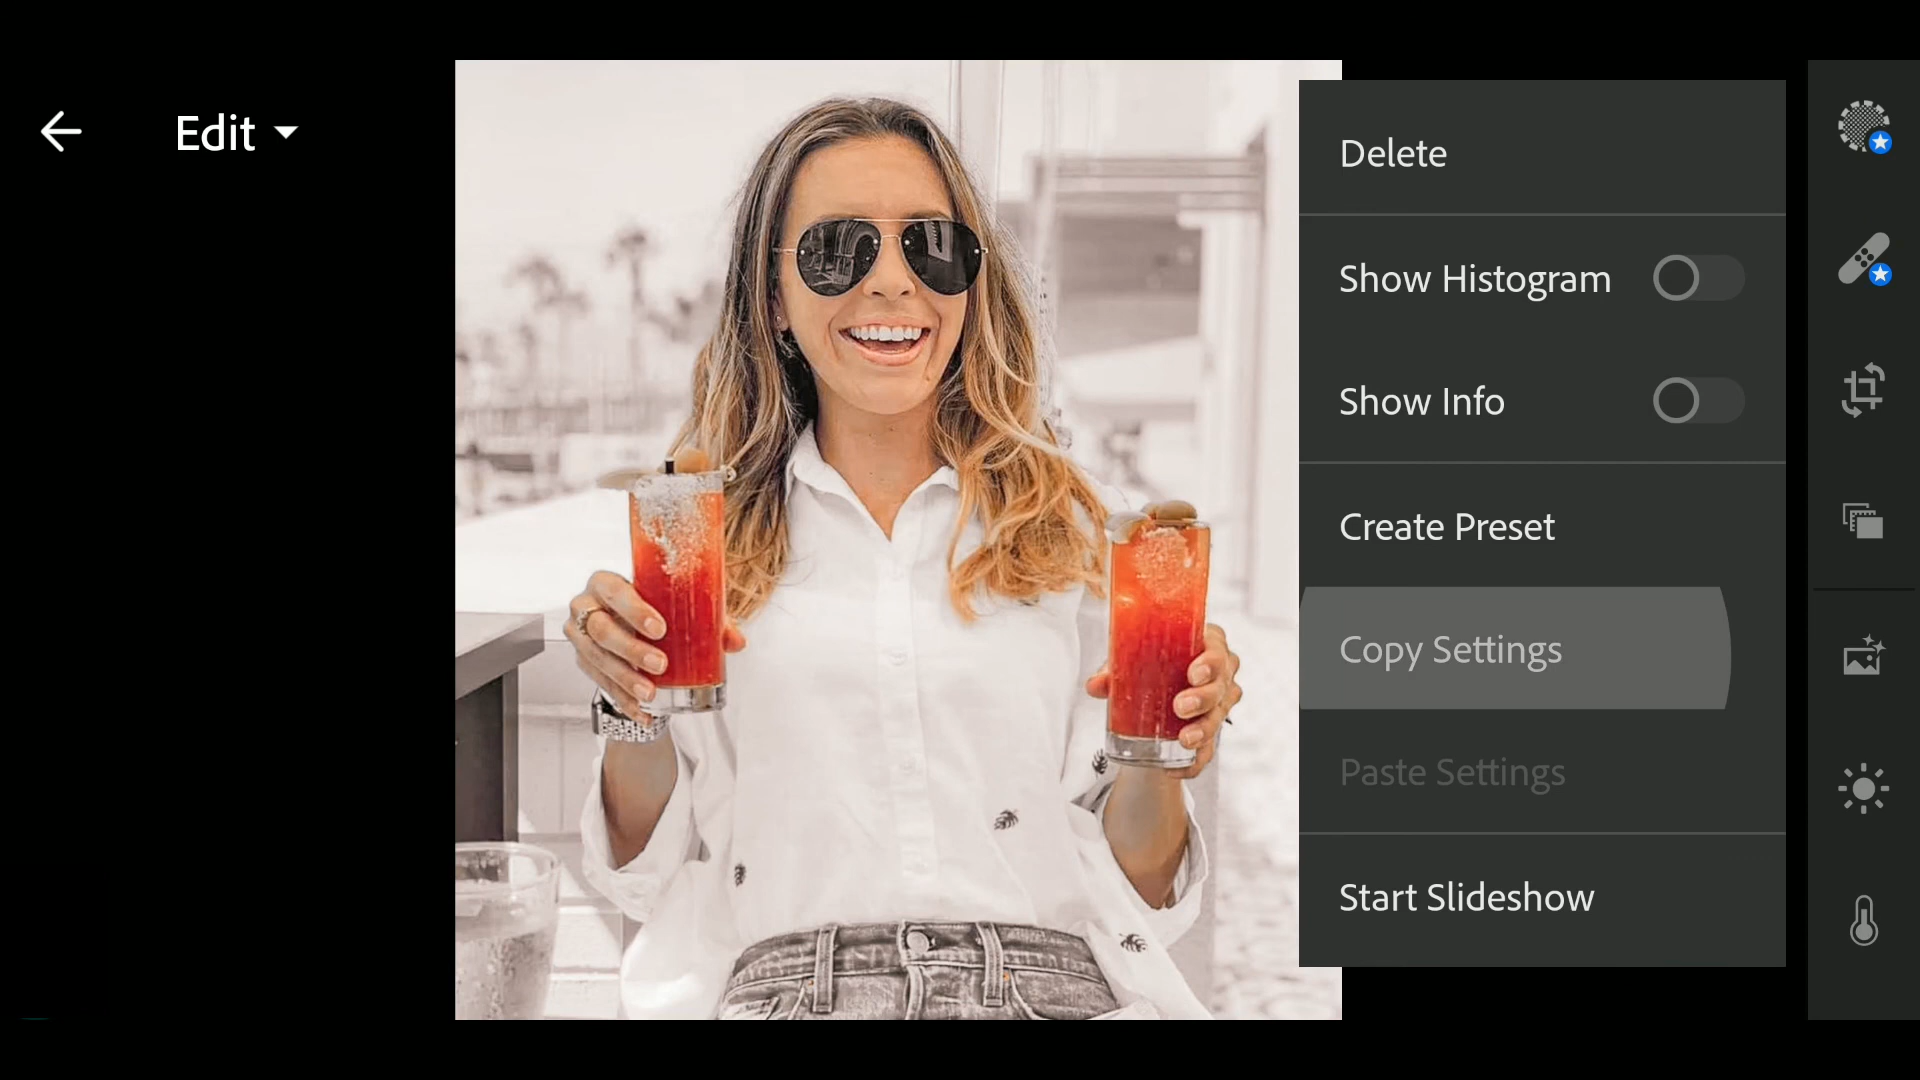 Edit
Delete
Show Histogram
Show Info
Create Preset
Copy Settings
Paste Settings
Start Slideshow